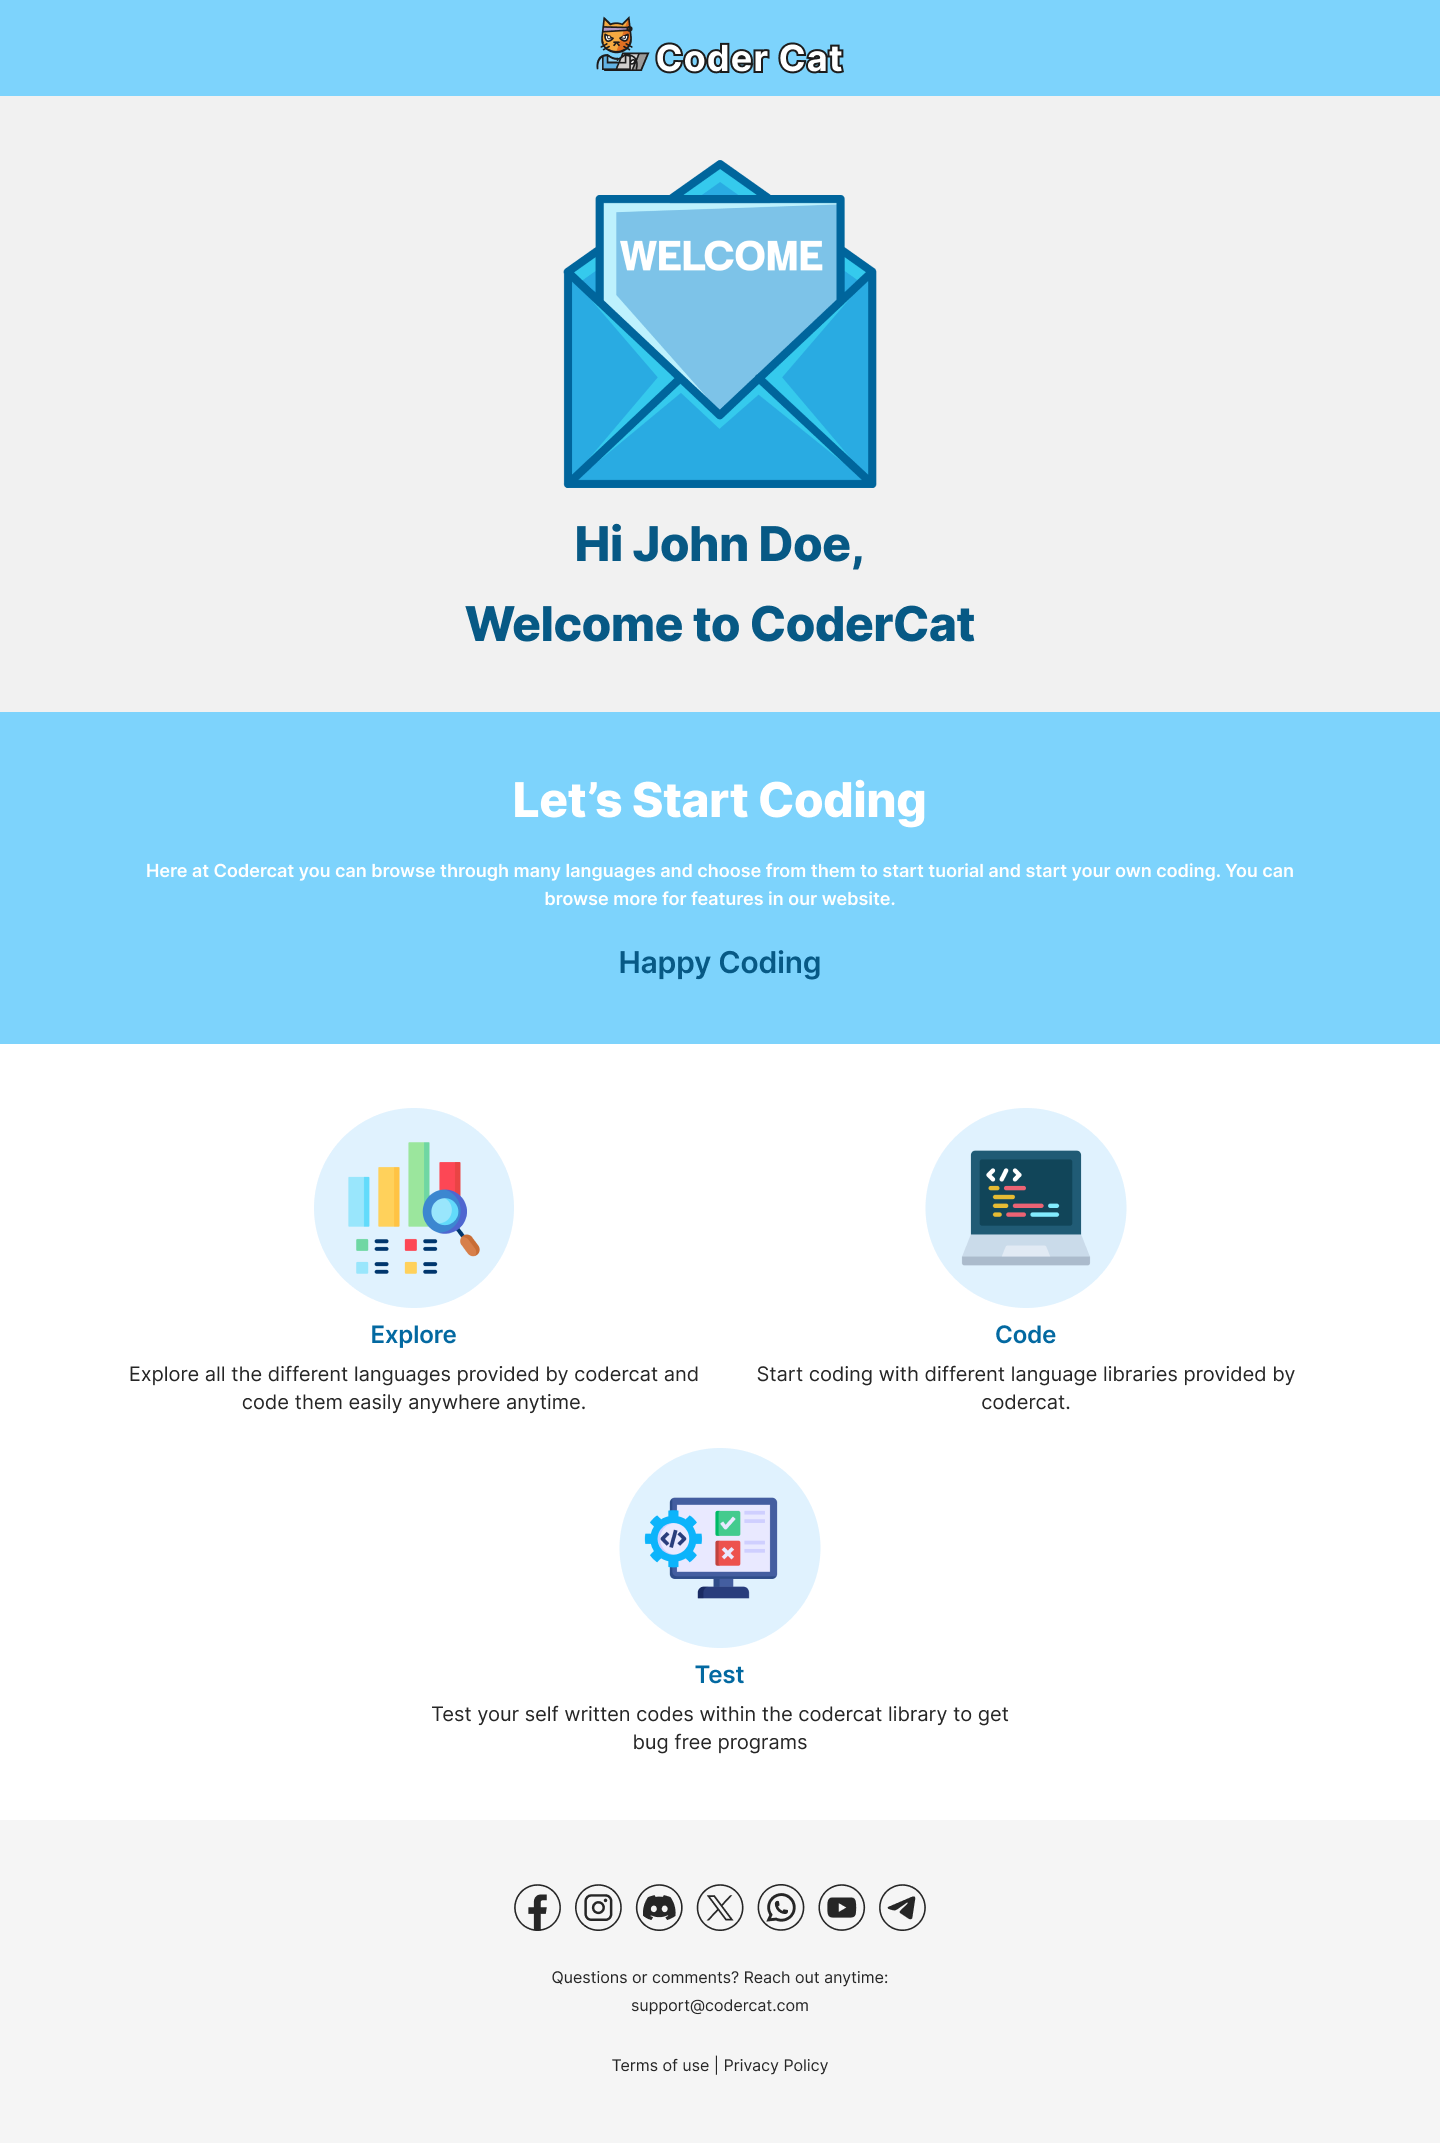 Coder Cat
WELCOME
Hi John Doe,
Welcome to CoderCat
Let's Start Coding
Here at Codercat you can browse through many languages and choose from them to start tuorial and start your own coding. You can
browse more for features in our website.
Happy Coding
Explore
Explore all the different languages provided by codercat and
code them easily anywhere anytime.
Code
Start coding with different language libraries provided by
codercat.
Test
Test your self written codes within the codercat library to get
bug free programs
Questions or comments? Reach out anytime:
support@codercat.com
Terms of use | Privacy Policy